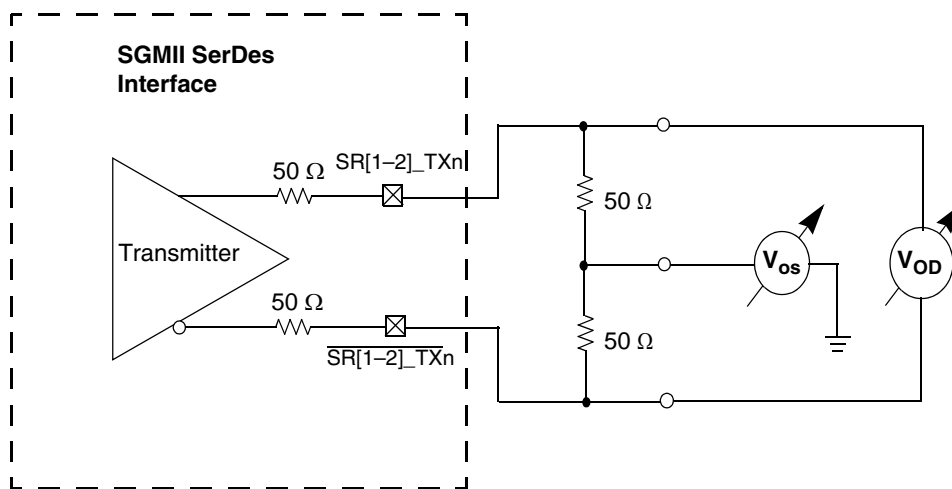 SGMII SerDes
Interface
50 Ω
SR[1–2]_TXn
50 Ω
Transmitter
Vos
VOD
50 Ω
50 Ω
SR[1–2]_TXn